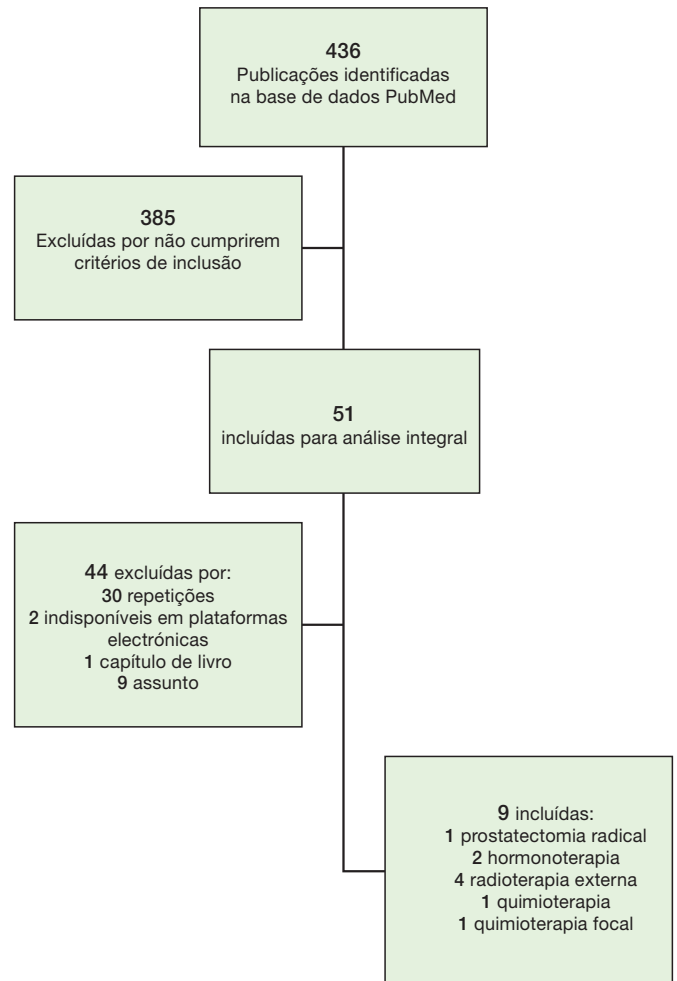 436
Publicações identificadas
na base de dados PubMed
385
Excluídas por não cumprirem
critérios de inclusão
51
incluídas para análise integral
44 excluídas por:
30 repetições
2 indisponíveis em plataformas
electrónicas
1 capítulo de livro
9 assunto
9 incluídas:
1 prostatectomia radical
2 hormonoterapia
4 radioterapia externa
1 quimioterapia
1 quimioterapia focal